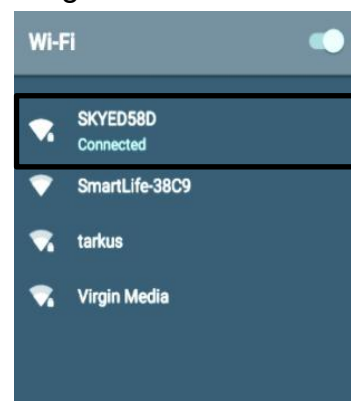 Wi-Fi
SKYED58D
Connected
SmartLife-38C9
tarkus
Virgin Media